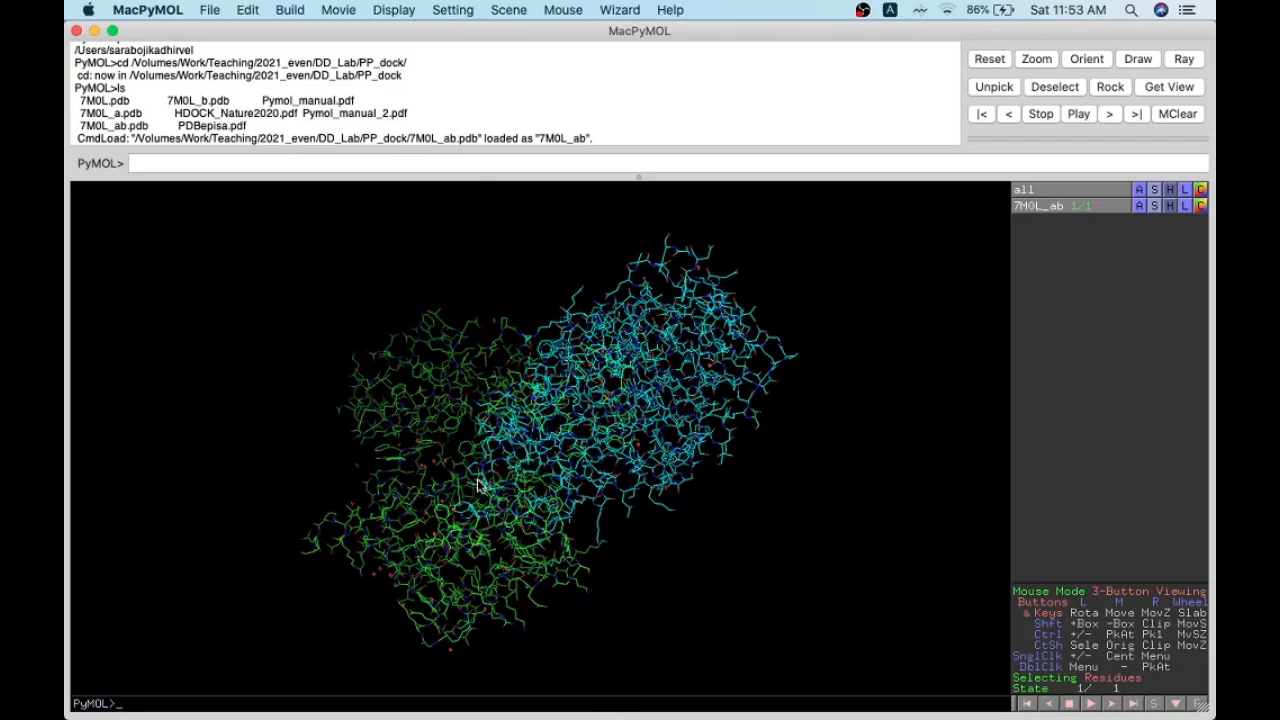 MacPyMOL File Edit Build Movie Display Setting Scene Mouse Wizard Help A 86% Sat 11:53 AM
MacPyMOL
/Users/sarabojikadhirvel
PyMOL>cd /Volumes/Work/Teaching/2021_even/DD_Lab/PP_dock/
cd: now in /Volumes/Work/Teaching/2021_even/DD_Lab/PP_dock
PyMOL>ls
7M0L.pdb 7M0L_b.pdb Pymol_manual.pdf
7M0L_a.pdb HDOCK_Nature2020.pdf Pymol_manual_2.pdf
7M0L_ab.pdb PDBepisa.pdf
CmdLoad: "/Volumes/Work/Teaching/2021_even/DD_Lab/PP_dock/7M0L_ab.pdb" loaded as "7M0L_ab".
Reset Zoom Orient Draw Ray
Unpick Deselect Rock Get View
|< < Stop Play > >| MClear
PyMOL>
all A S H L C
7M0L_ab 1/1 A S H L C
Mouse Mode 3-Button Viewing
Buttons L M R Wheel
& Keys Rota Move MovZ Slab
Shft +Box -Box Clip MovS
Ctrl +/- PkAt Pk1 MvSZ
CtSh Sele Orig Clip MovZ
SnglClk +/- Cent Menu
DblClk Menu - PkAt
Selecting Residues
State 1/ 1
PyMOL>_
S F